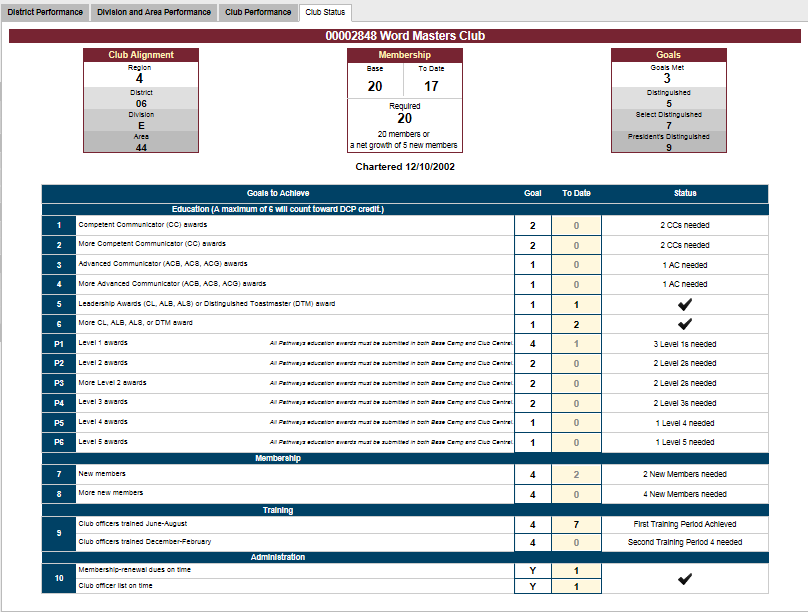 District Performance Division and Area Performance Club Performance Club Status
00002848 Word Masters Club
Club Alignment
Region
4
District
06
Division
E
Area
44
Membership
Base To Date
20 17
Required
20
20 members or
a net growth of 5 new members
Goals
Goals Met
3
Distinguished
5
Select Distinguished
7
President's Distinguished
9
Chartered 12/10/2002
Goals to Achieve Goal To Date Status
Education (A maximum of 6 will count toward DCP credit.)
1 Competent Communicator (CC) awards 2 0 2 CCs needed
2 More Competent Communicator (CC) awards 2 0 2 CCs needed
3 Advanced Communicator (ACB, ACS, ACG) awards 1 0 1 AC needed
4 More Advanced Communicator (ACB, ACS, ACG) awards 1 0 1 AC needed
5 Leadership Awards (CL, ALB, ALS) or Distinguished Toastmaster (DTM) award 1 1 ✔
6 More CL, ALB, ALS, or DTM award 1 2 ✔
P1 Level 1 awards All Pathways education awards must be submitted in both Base Camp and Club Central. 4 1 3 Level 1s needed
P2 Level 2 awards All Pathways education awards must be submitted in both Base Camp and Club Central. 2 0 2 Level 2s needed
P3 More Level 2 awards All Pathways education awards must be submitted in both Base Camp and Club Central. 2 0 2 Level 2s needed
P4 Level 3 awards All Pathways education awards must be submitted in both Base Camp and Club Central. 2 0 2 Level 3s needed
P5 Level 4 awards All Pathways education awards must be submitted in both Base Camp and Club Central. 1 0 1 Level 4 needed
P6 Level 5 awards All Pathways education awards must be submitted in both Base Camp and Club Central. 1 0 1 Level 5 needed
Membership
7 New members 4 2 2 New Members needed
8 More new members 4 0 4 New Members needed
Training
9 Club officers trained June-August 4 7 First Training Period Achieved
Club officers trained December-February 4 0 Second Training Period 4 needed
Administration
10 Membership-renewal dues on time Y 1 ✔
Club officer list on time Y 1